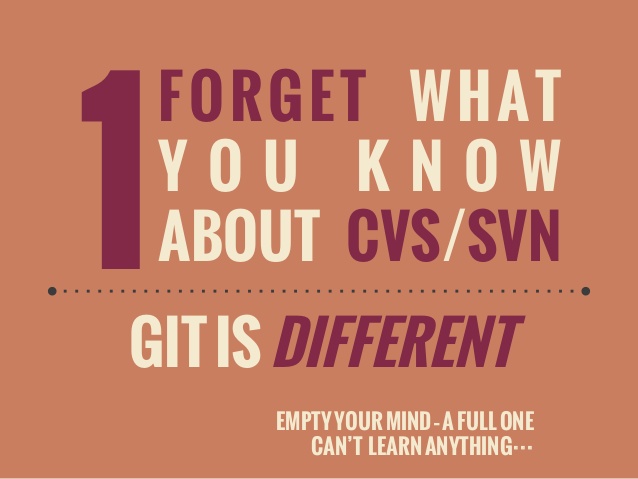 1
FORGET WHAT
YOU KNOW
ABOUT CVS/SVN
GIT IS DIFFERENT
EMPTY YOUR MIND - A FULL ONE
CAN'T LEARN ANYTHING...